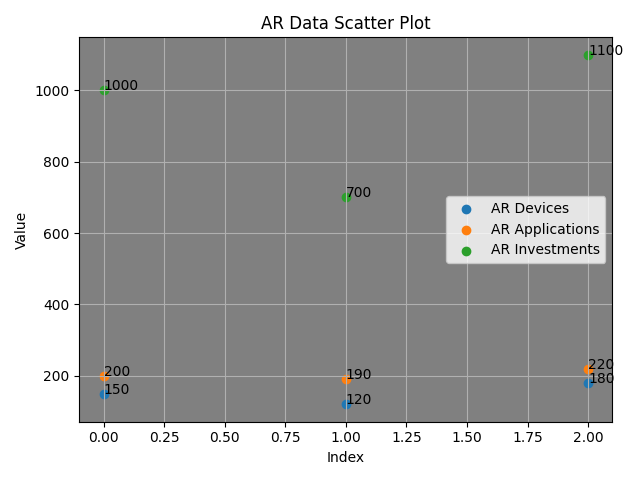 AR Data Scatter Plot
Value
1000
800
600
400
200
1000
700
1100
200
190
220
150
120
180
AR Devices
AR Applications
AR Investments
0.00 0.25 0.50 0.75 1.00 1.25 1.50 1.75 2.00
Index